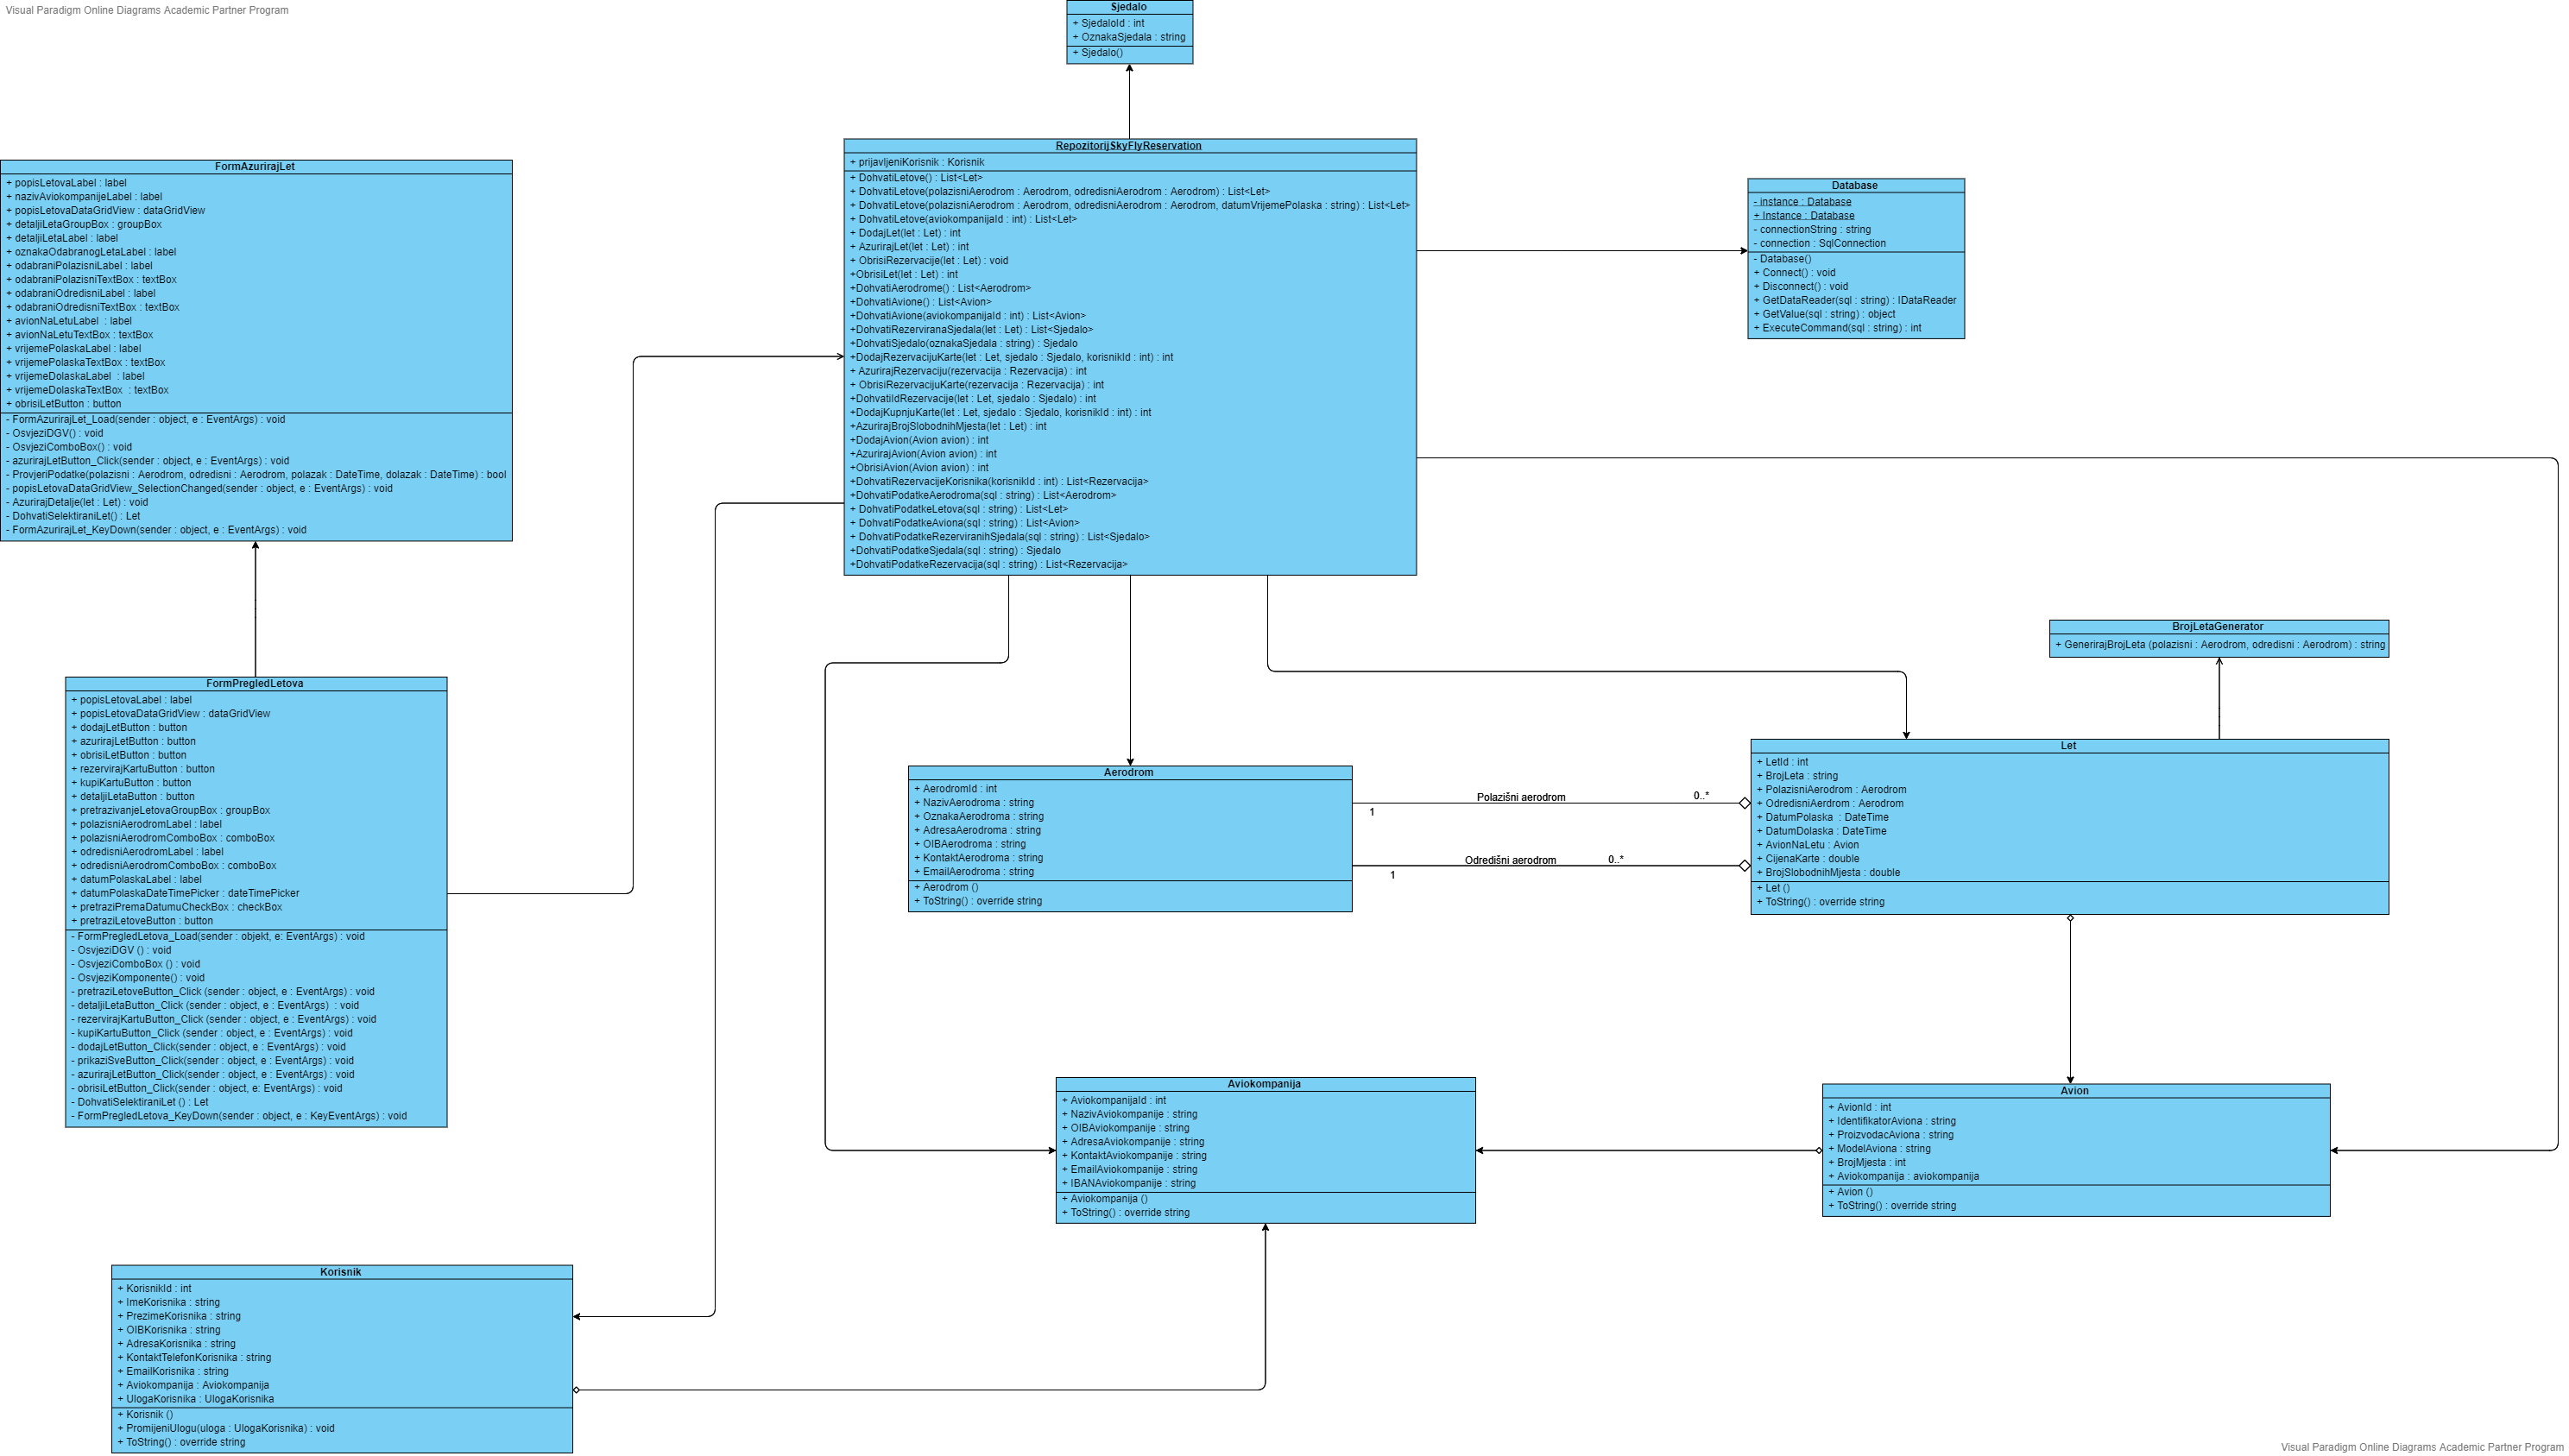 Visual Paradigm Online Diagrams Academic Partner Program
Sjedalo
+ SjedaloId : int
+ OznakaSjedala : string
+ Sjedalo()
RepozitorijSkyFlyReservation
+ prijavljeniKorisnik : Korisnik
+ DohvatiLetove() : List<Let>
+ DohvatiLetove(polazisniAerodrom : Aerodrom, odredisniAerodrom : Aerodrom) : List<Let>
+ DohvatiLetove(polazisniAerodrom : Aerodrom, odredisniAerodrom : Aerodrom, datumVrijemePolaska : string) : List<Let>
+ DohvatiLetove(aviokompanijaId : int) : List<Let>
+ DodajLet(let : Let) : int
+ AzurirajLet(let : Let) : int
+ ObrisiRezervacije(let : Let) : void
+ObrisiLet(let : Let) : int
+DohvatiAerodrome() : List<Aerodrom>
+DohvatiAvione() : List<Avion>
+DohvatiAvione(aviokompanijaId : int) : List<Avion>
+DohvatiRezerviranaSjedala(let : Let) : List<Sjedalo>
+DohvatiSjedalo(oznakaSjedala : string) : Sjedalo
+DodajRezervacijuKarte(let : Let, sjedalo : Sjedalo, korisnikId : int) : int
+ AzurirajRezervaciju(rezervacija : Rezervacija) : int
+ ObrisiRezervacijuKarte(rezervacija : Rezervacija) : int
+DohvatiIdRezervacije(let : Let, sjedalo : Sjedalo) : int
+DodajKupnjuKarte(let : Let, sjedalo : Sjedalo, korisnikId : int) : int
+AzurirajBrojSlobodnihMjesta(let : Let) : int
+DodajAvion(Avion avion) : int
+AzurirajAvion(Avion avion) : int
+ObrisiAvion(Avion avion) : int
+DohvatiRezervacijeKorisnika(korisnikId : int) : List<Rezervacija>
+DohvatiPodatkeAerodroma(sql : string) : List<Aerodrom>
+ DohvatiPodatkeLetova(sql : string) : List<Let>
+ DohvatiPodatkeAviona(sql : string) : List<Avion>
+ DohvatiPodatkeRezerviranihSjedala(sql : string) : List<Sjedalo>
+DohvatiPodatkeSjedala(sql : string) : Sjedalo
+DohvatiPodatkeRezervacija(sql : string) : List<Rezervacija>
FormAzurirajLet
+ popisLetovaLabel : label
+ nazivAviokompanijeLabel : label
+ popisLetovaDataGridView : dataGridView
+ detaljiLetaGroupBox : groupBox
+ detaljiLetaLabel : label
+ oznakaOdabranogLetaLabel : label
+ odabraniPolazisniLabel : label
+ odabraniPolazisniTextBox : textBox
+ odabraniOdredisniLabel : label
+ odabraniOdredisniTextBox : textBox
+ avionNaLetuLabel : label
+ avionNaLetuTextBox : textBox
+ vrijemePolaskaLabel : label
+ vrijemePolaskaTextBox : textBox
+ vrijemeDolaskaLabel : label
+ vrijemeDolaskaTextBox : textBox
+ obrisiLetButton : button
- FormAzurirajLet_Load(sender : object, e : EventArgs) : void
- OsvjeziDGV() : void
- OsvjeziComboBox() : void
- azurirajLetButton_Click(sender : object, e : EventArgs) : void
- ProvjeriPodatke(polazisni : Aerodrom, odredisni : Aerodrom, polazak : DateTime, dolazak : DateTime) : bool
- popisLetovaDataGridView_SelectionChanged(sender : object, e : EventArgs) : void
- AzurirajDetalje(let : Let) : void
- DohvatiSelektiraniLet() : Let
- FormAzurirajLet_KeyDown(sender : object, e : EventArgs) : void
Database
- instance : Database
+ Instance : Database
- connectionString : string
- connection : SqlConnection
- Database()
+ Connect() : void
+ Disconnect() : void
+ GetDataReader(sql : string) : IDataReader
+ GetValue(sql : string) : object
+ ExecuteCommand(sql : string) : int
BrojLetaGenerator
+ GenerirajBrojLeta (polazisni : Aerodrom, odredisni : Aerodrom) : string
FormPregledLetova
+ popisLetovaLabel : label
+ popisLetovaDataGridView : dataGridView
+ dodajLetButton : button
+ azurirajLetButton : button
+ obrisiLetButton : button
+ rezervirajKartuButton : button
+ kupiKartuButton : button
+ detaljiLetaButton : button
+ pretrazivanjeLetovaGroupBox : groupBox
+ polazisniAerodromLabel : label
+ polazisniAerodromComboBox : comboBox
+ odredisniAerodromLabel : label
+ odredisniAerodromComboBox : comboBox
+ datumPolaskaLabel : label
+ datumPolaskaDateTimePicker : dateTimePicker
+ pretraziPremaDatumuCheckBox : checkBox
+ pretraziLetoveButton : button
- FormPregledLetova_Load(sender : objekt, e: EventArgs) : void
- OsvjeziDGV () : void
- OsvjeziComboBox () : void
- OsvjeziKomponente() : void
- pretraziLetoveButton_Click (sender : object, e : EventArgs) : void
- detaljiLetaButton_Click (sender : object, e : EventArgs) : void
- rezervirajKartuButton_Click (sender : object, e : EventArgs) : void
- kupiKartuButton_Click (sender : object, e : EventArgs) : void
- dodajLetButton_Click(sender : object, e : EventArgs) : void
- prikaziSveButton_Click(sender : object, e : EventArgs) : void
- azurirajLetButton_Click(sender : object, e : EventArgs) : void
- obrisiLetButton_Click(sender : object, e: EventArgs) : void
- DohvatiSelektiraniLet () : Let
- FormPregledLetova_KeyDown(sender : object, e : KeyEventArgs) : void
Aerodrom
+ AerodromId : int
+ NazivAerodroma : string
+ OznakaAerodroma : string
+ AdresaAerodroma : string
+ OIBAerodroma : string
+ KontaktAerodroma : string
+ EmailAerodroma : string
+ Aerodrom ()
+ ToString() : override string
Polazišni aerodrom
0..*
1
Odredišni aerodrom
0..*
1
Let
+ LetId : int
+ BrojLeta : string
+ PolazisniAerodrom : Aerodrom
+ OdredisniAerdrom : Aerodrom
+ DatumPolaska : DateTime
+ DatumDolaska : DateTime
+ AvionNaLetu : Avion
+ CijenaKarte : double
+ BrojSlobodnihMjesta : double
+ Let ()
+ ToString() : override string
Aviokompanija
+ AviokompanijaId : int
+ NazivAviokompanije : string
+ OIBAviokompanije : string
+ AdresaAviokompanije : string
+ KontaktAviokompanije : string
+ EmailAviokompanije : string
+ IBANAviokompanije : string
+ Aviokompanija ()
+ ToString() : override string
Avion
+ AvionId : int
+ IdentifikatorAviona : string
+ ProizvodacAviona : string
+ ModelAviona : string
+ BrojMjesta : int
+ Aviokompanija : aviokompanija
+ Avion ()
+ ToString() : override string
Korisnik
+ KorisnikId : int
+ ImeKorisnika : string
+ PrezimeKorisnika : string
+ OIBKorisnika : string
+ AdresaKorisnika : string
+ KontaktTelefonKorisnika : string
+ EmailKorisnika : string
+ Aviokompanija : Aviokompanija
+ UlogaKorisnika : UlogaKorisnika
+ Korisnik ()
+ PromijeniUlogu(uloga : UlogaKorisnika) : void
+ ToString() : override string
Visual Paradigm Online Diagrams Academic Partner Program